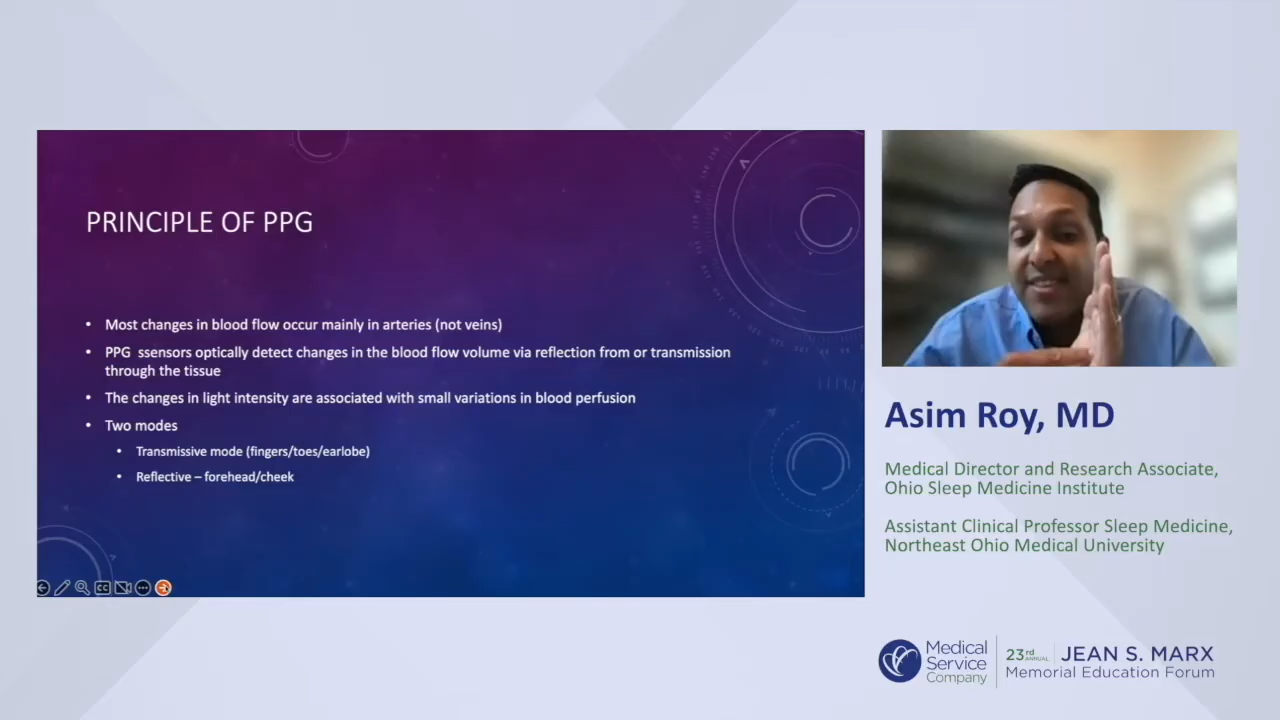 PRINCIPLE OF PPG
• Most changes in blood flow occur mainly in arteries (not veins)
• PPG ssensors optically detect changes in the blood flow volume via reflection from or transmission
through the tissue
• The changes in light intensity are associated with small variations in blood perfusion
• Two modes
• Transmissive mode (fingers/toes/earlobe)
• Reflective – forehead/cheek
CC
Asim Roy, MD
Medical Director and Research Associate,
Ohio Sleep Medicine Institute
Assistant Clinical Professor Sleep Medicine,
Northeast Ohio Medical University
Medical
Service
Company
23rd ANNUAL JEAN S. MARX
Memorial Education Forum